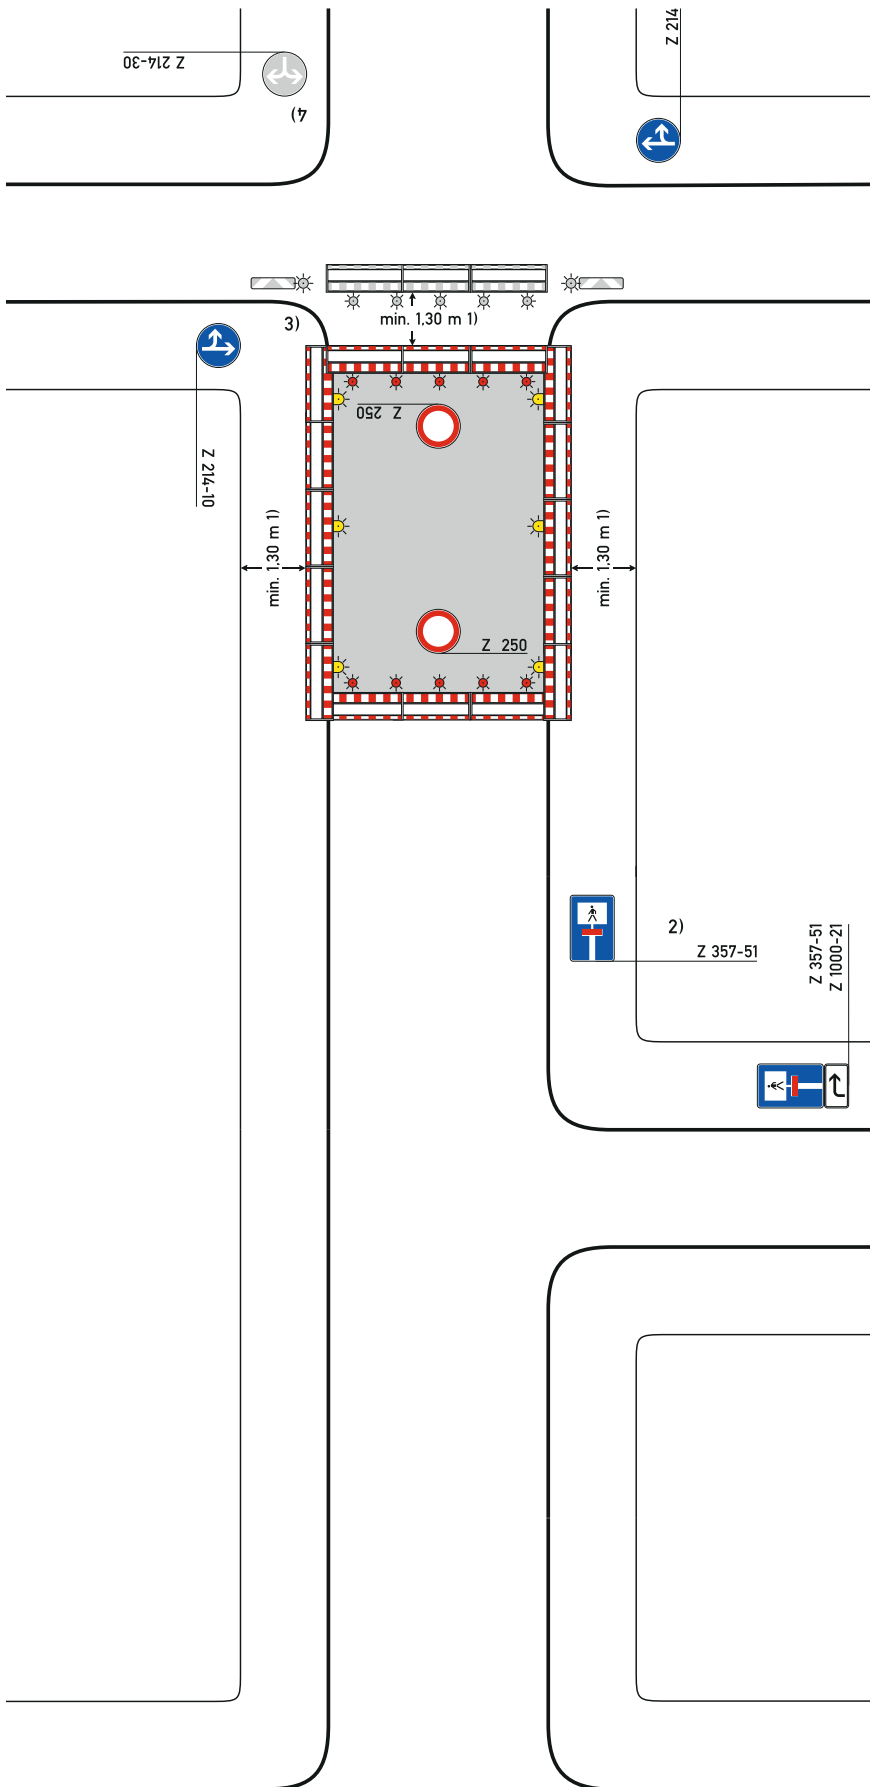 Z 214-30
4)
Z 214
3)
min. 1,30 m 1)
Z 250
Z 214-10
min. 1,30 m 1)
min. 1,30 m 1)
Z 250
2)
Z 357-51
Z 357-51
Z 1000-21